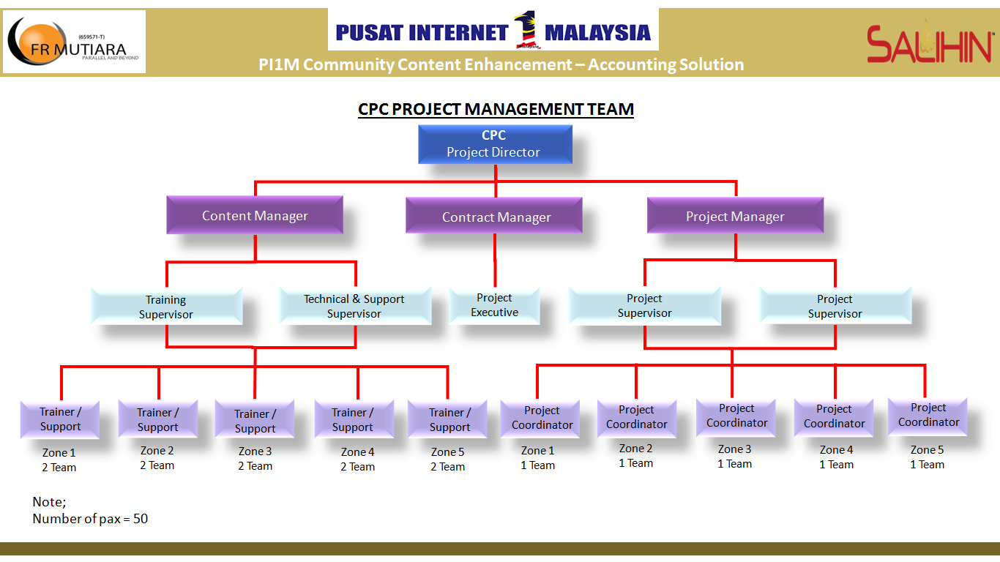 (659571-T)
FR MUTIARA
PARALLEL AND BEYOND
PUSAT INTERNET 1 MALAYSIA
malaysia
SALIHIN
PI1M Community Content Enhancement – Accounting Solution
CPC PROJECT MANAGEMENT TEAM
CPC
Project Director
Content Manager
Contract Manager
Project Manager
Training
Supervisor
Technical & Support
Supervisor
Project
Executive
Project
Supervisor
Project
Supervisor
Trainer /
Support
Zone 1
2 Team
Trainer /
Support
Zone 2
2 Team
Trainer /
Support
Zone 3
2 Team
Trainer /
Support
Zone 4
2 Team
Trainer /
Support
Zone 5
2 Team
Project
Coordinator
Zone 1
1 Team
Project
Coordinator
Zone 2
1 Team
Project
Coordinator
Zone 3
1 Team
Project
Coordinator
Zone 4
1 Team
Project
Coordinator
Zone 5
1 Team
Note;
Number of pax = 50